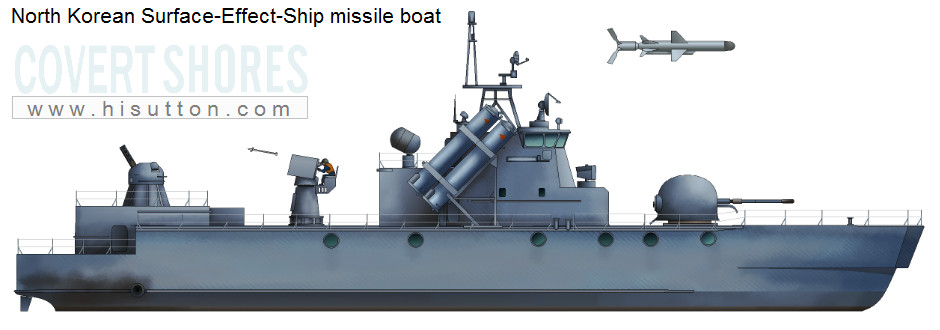 North Korean Surface-Effect-Ship missile boat
COVERT SHORES
www.hisutton.com